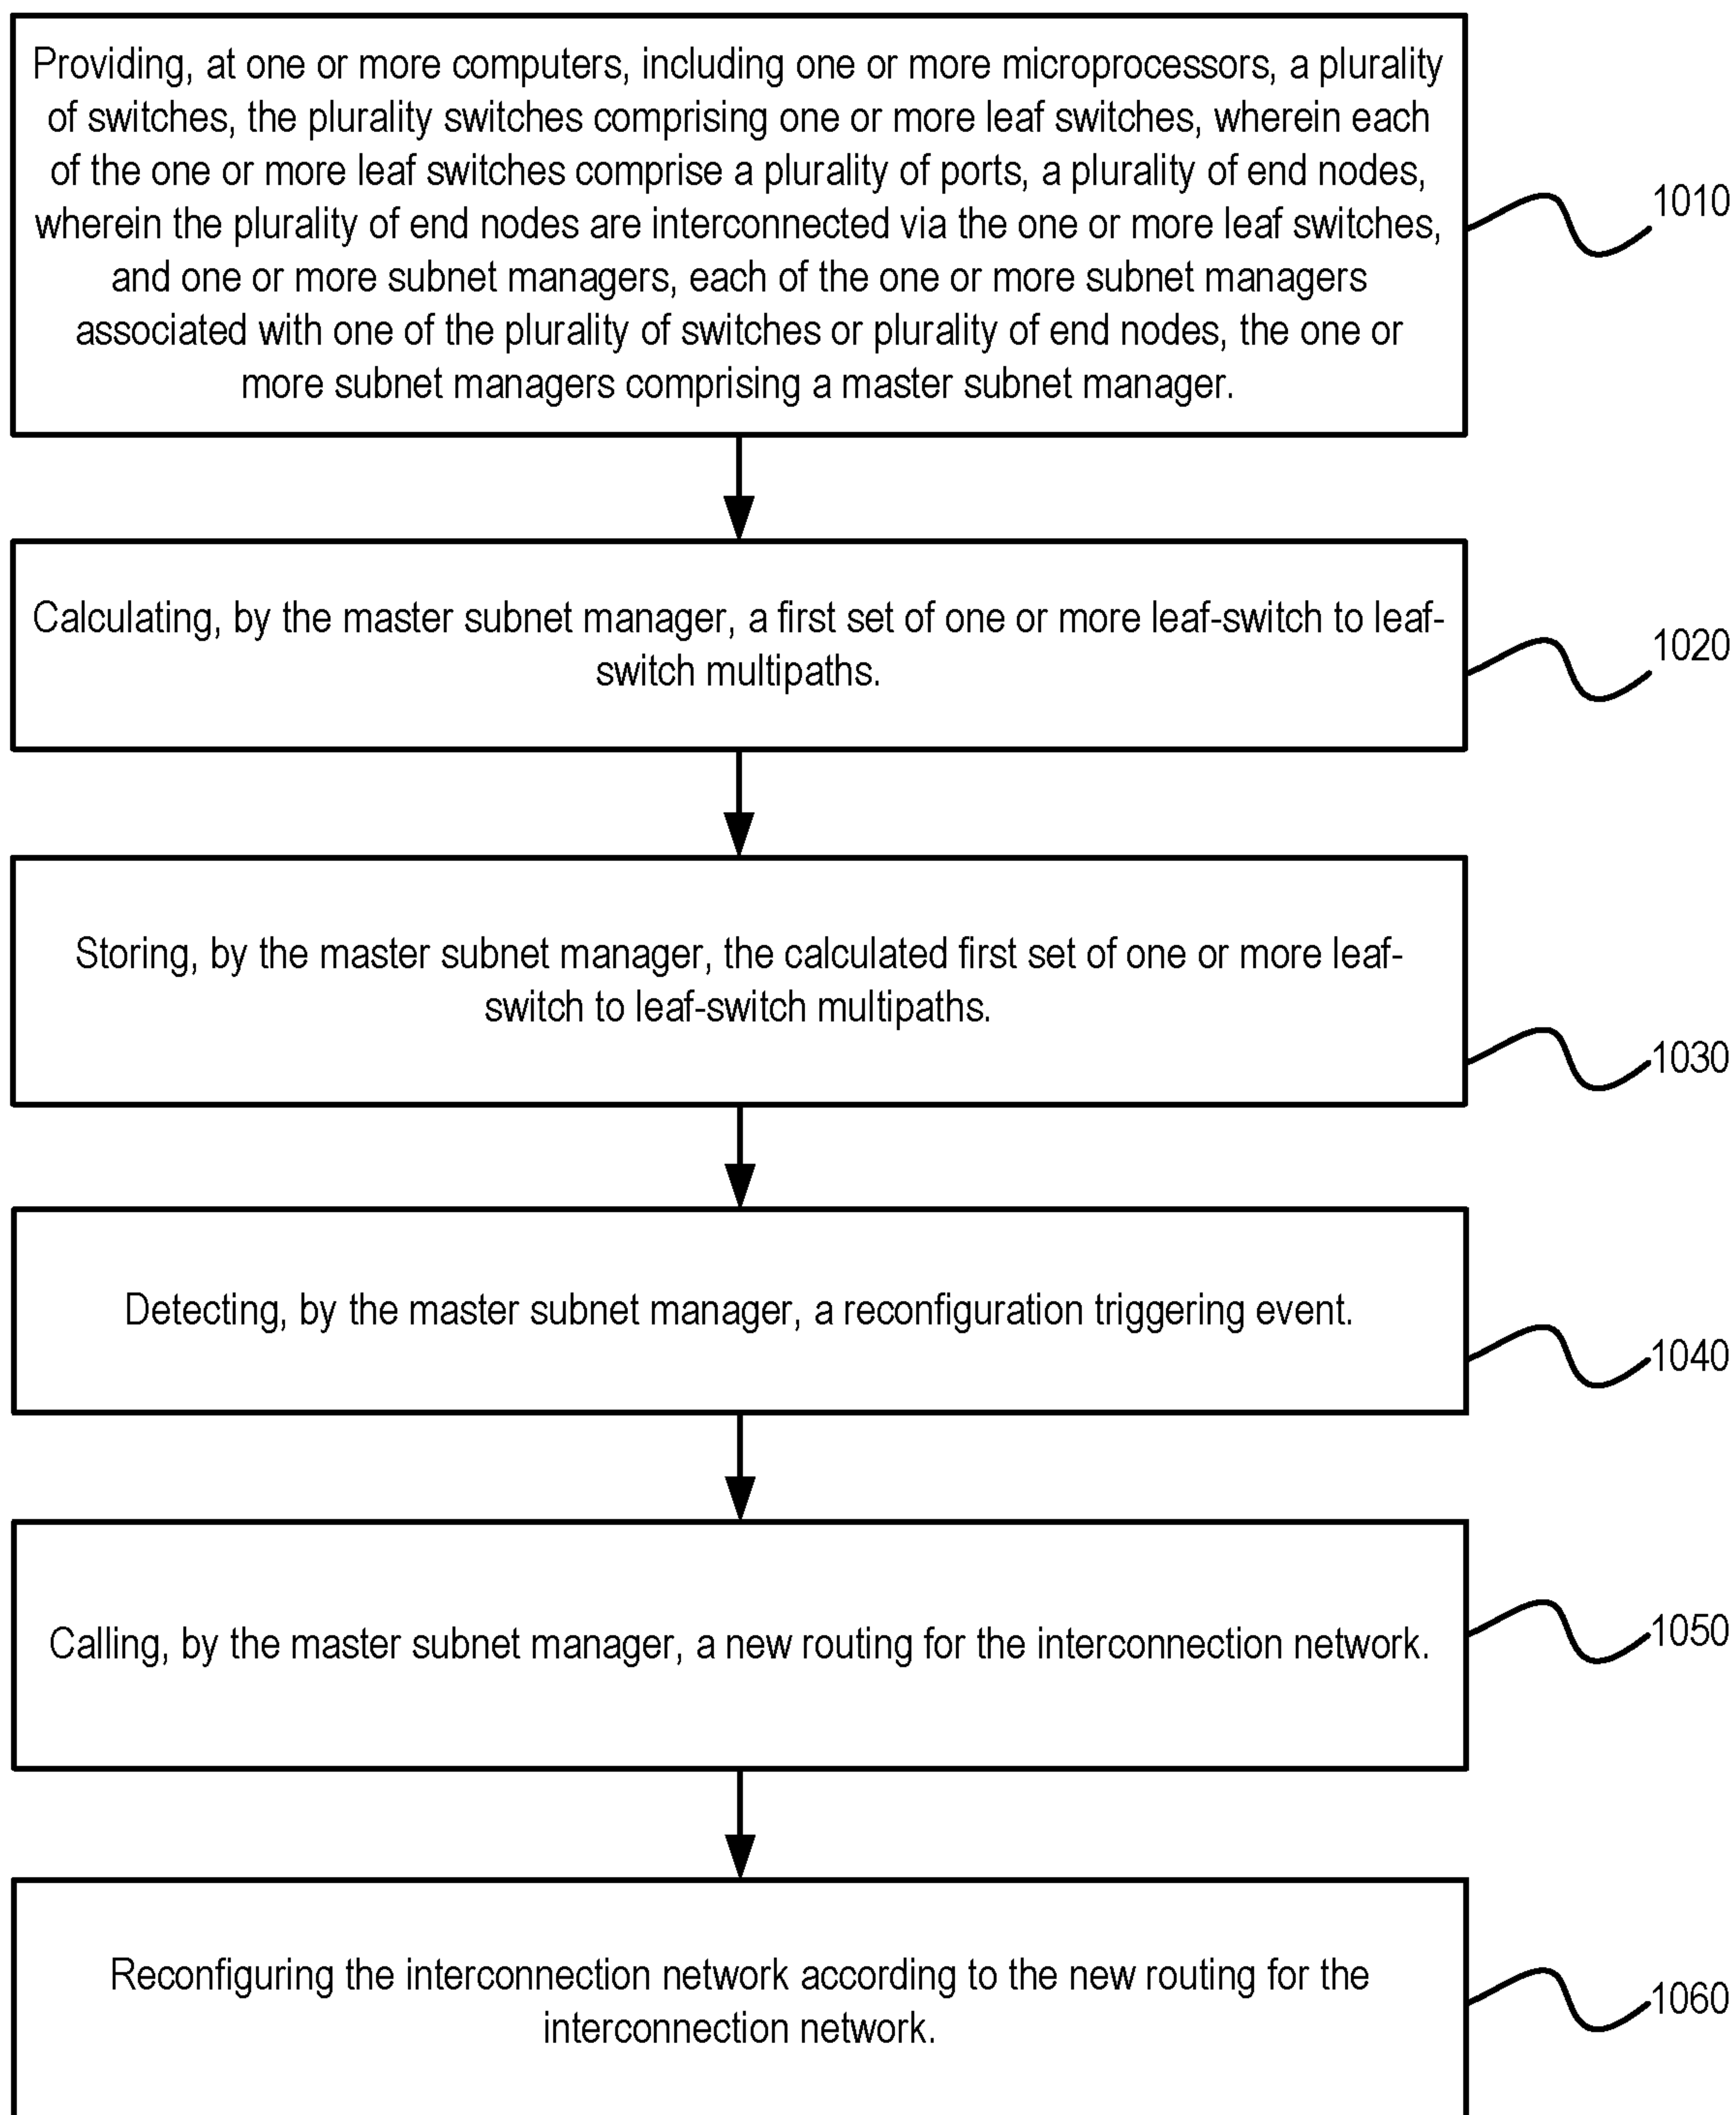 Providing, at one or more computers, including one or more microprocessors, a plurality
of switches, the plurality switches comprising one or more leaf switches, wherein each
of the one or more leaf switches comprise a plurality of ports, a plurality of end nodes,
wherein the plurality of end nodes are interconnected via the one or more leaf switches,
and one or more subnet managers, each of the one or more subnet managers
associated with one of the plurality of switches or plurality of end nodes, the one or
more subnet managers comprising a master subnet manager.
1010
Calculating, by the master subnet manager, a first set of one or more leaf-switch to leaf-
switch multipaths.
1020
Storing, by the master subnet manager, the calculated first set of one or more leaf-
switch to leaf-switch multipaths.
1030
Detecting, by the master subnet manager, a reconfiguration triggering event.
1040
Calling, by the master subnet manager, a new routing for the interconnection network.
1050
Reconfiguring the interconnection network according to the new routing for the
interconnection network.
1060